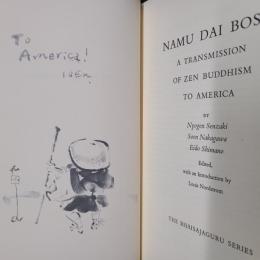 To
America!
NAMU DAI BOS
A TRANSMISSION
OF ZEN BUDDHISM
TO AMERICA
BY
Nyogen Senzaki
Soen Nakagawa
Eido Shimano
Edited,
with an Introduction by
Louis Nordstrom
THE BHAISAJAGURU SERIES